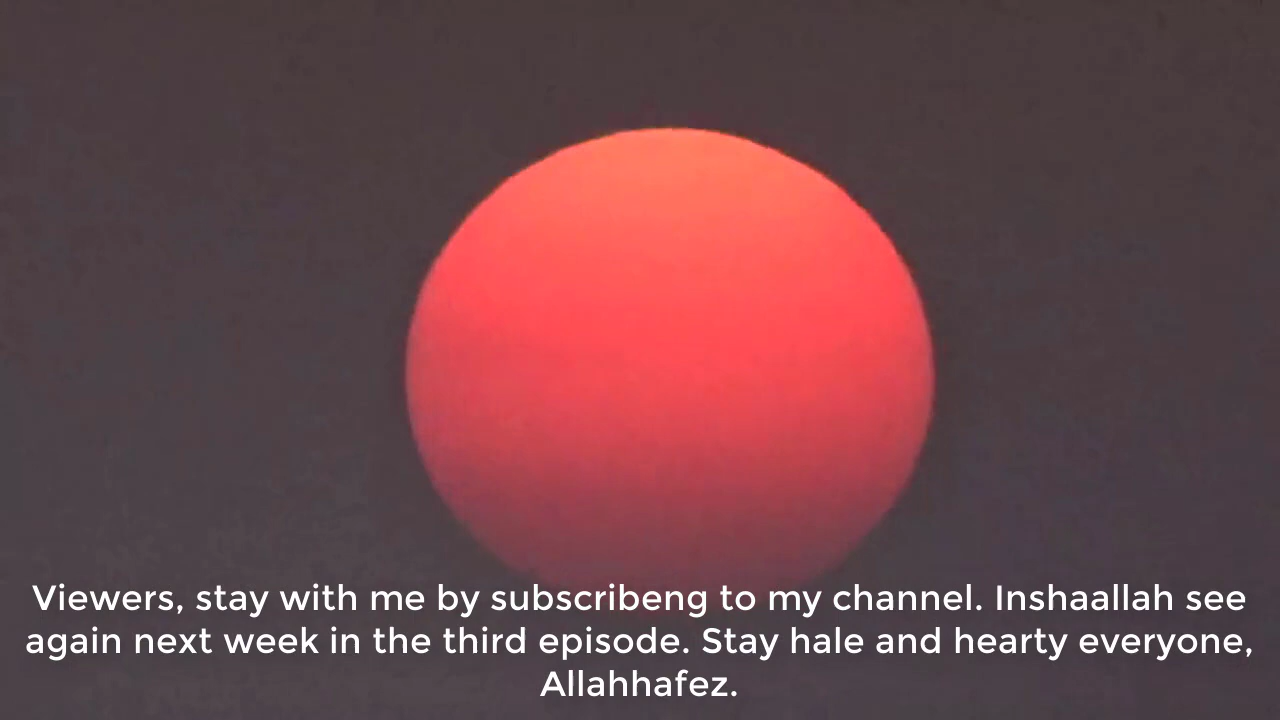 Viewers, stay with me by subscribeng to my channel. Inshaallah see
again next week in the third episode. Stay hale and hearty everyone,
Allahhafez.